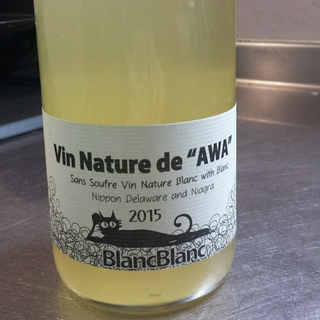 Vin Nature de "AWA"
Sans Soufre Vin Nature Blanc with Blanc
Nippon Delaware and Niagra
2015
BlancBlanc